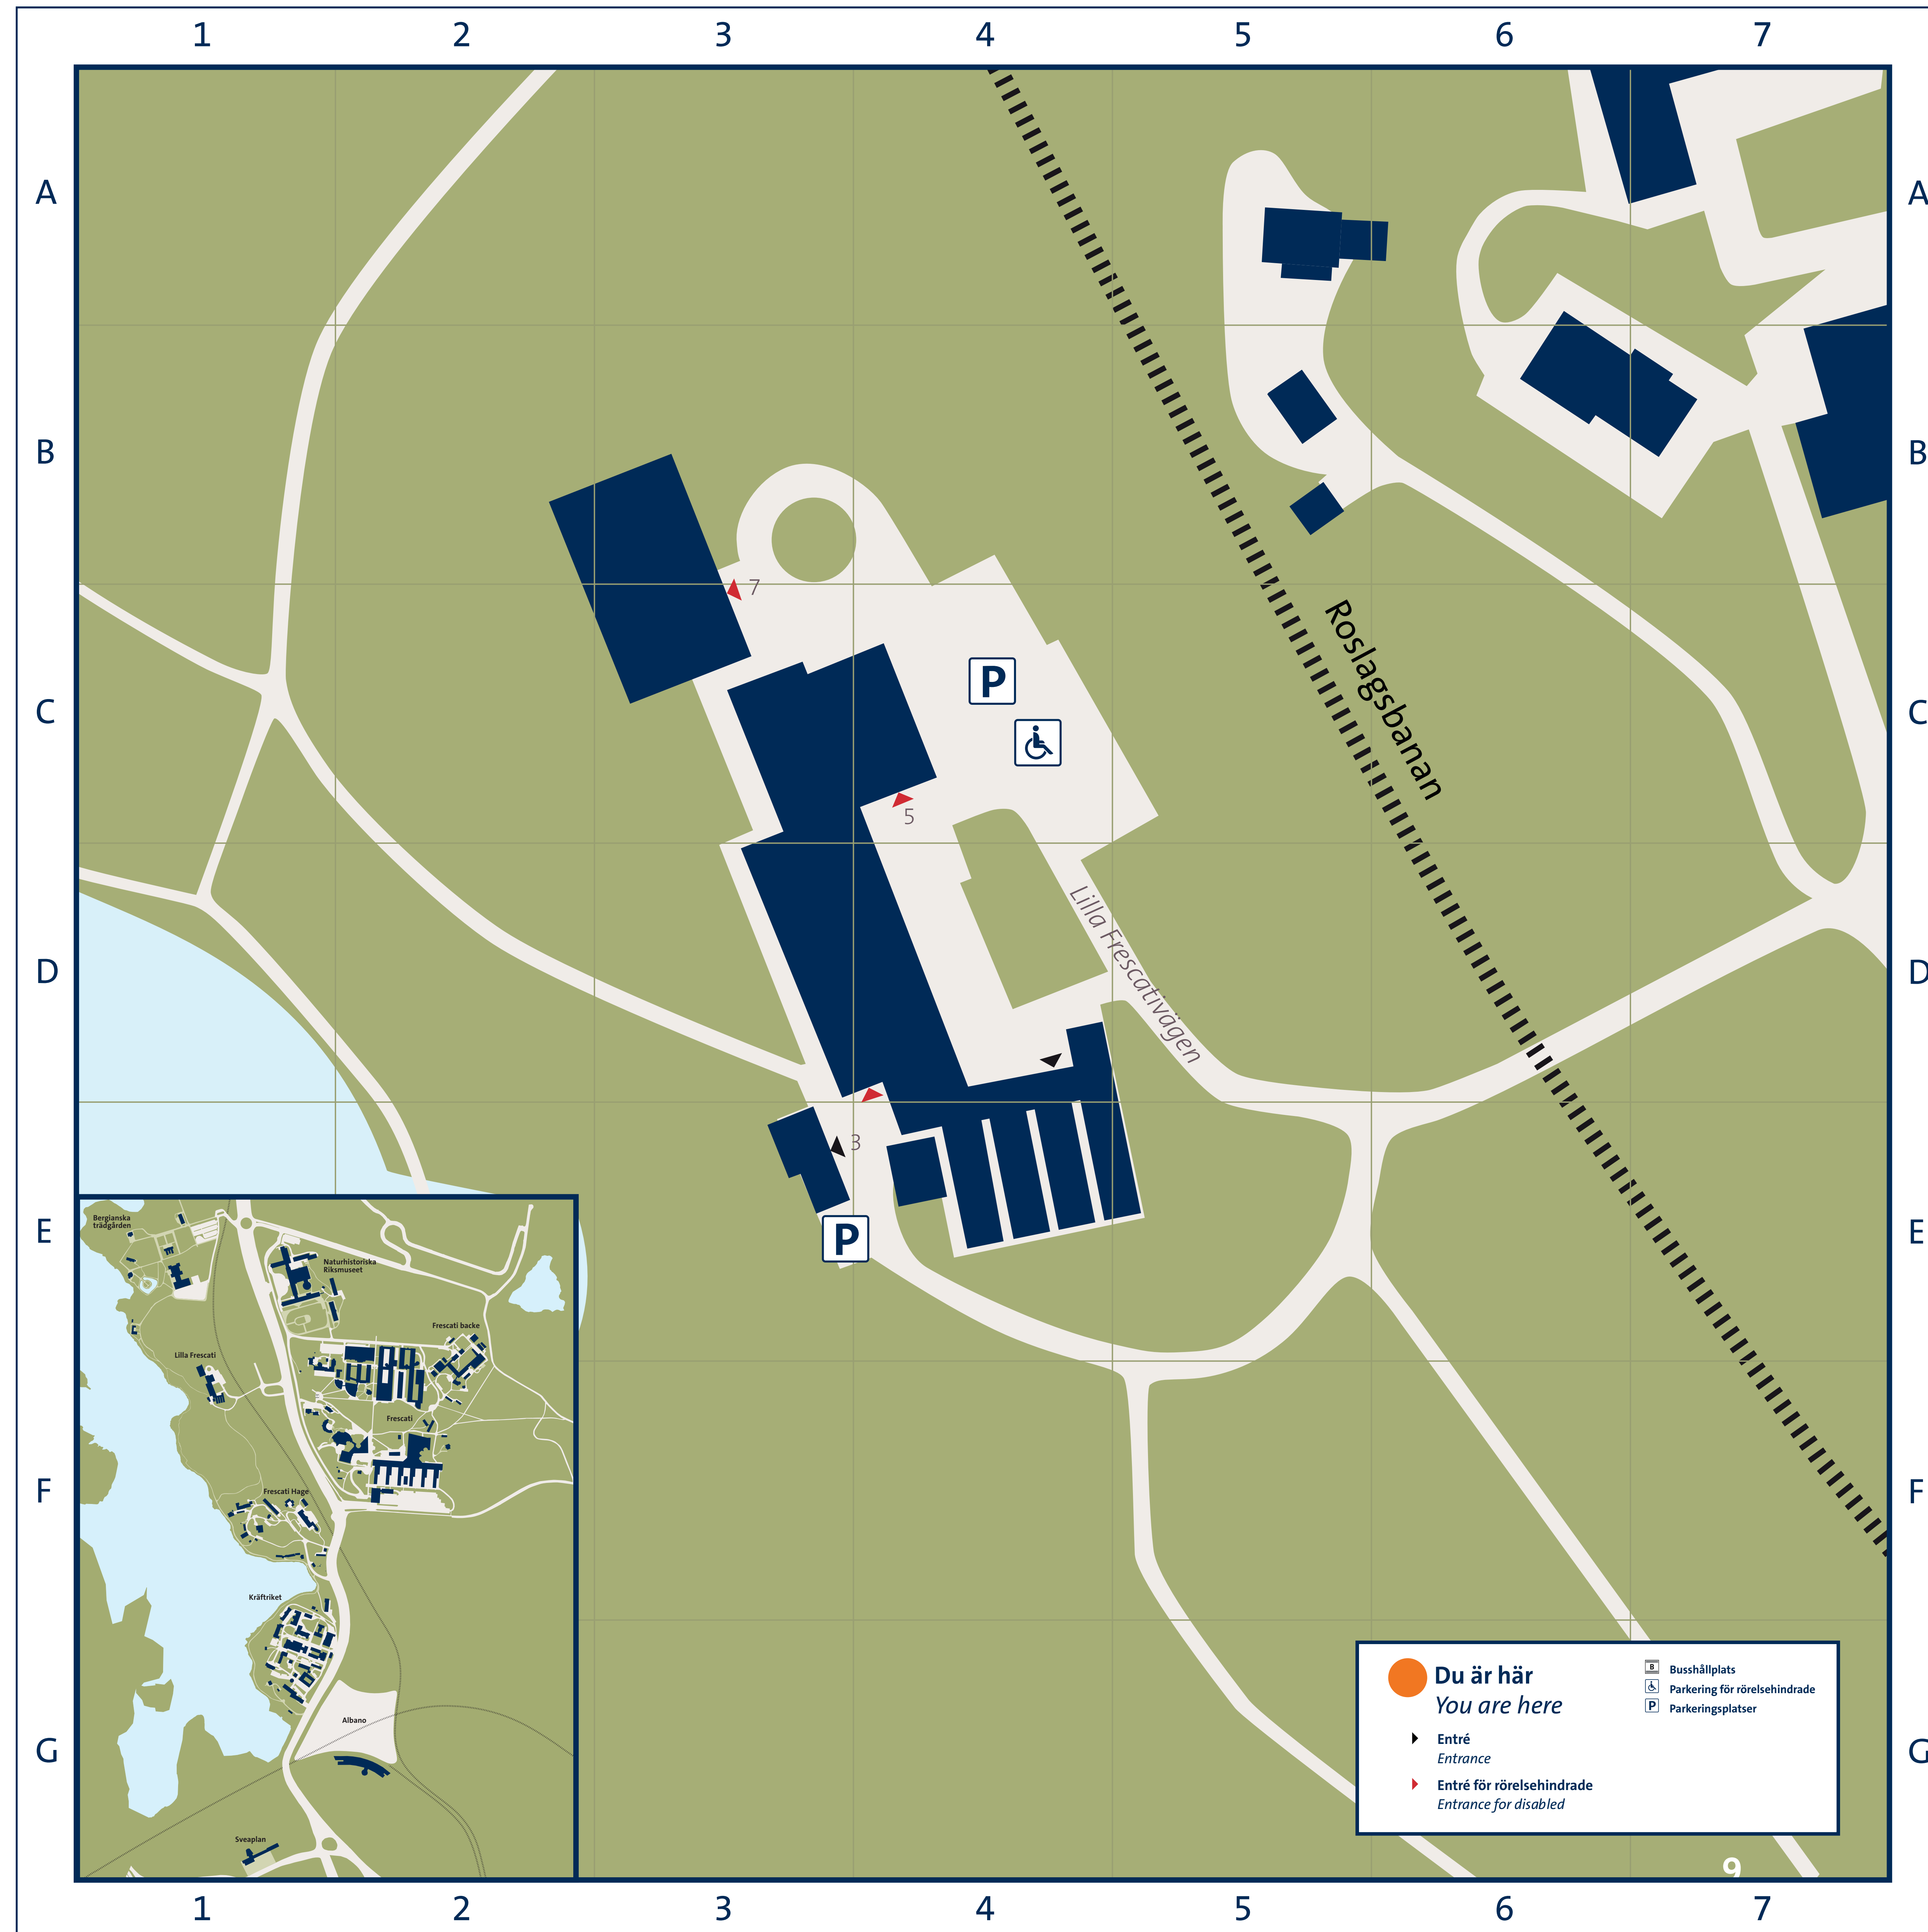 1 2 3 4 5 6 7
A A
B B
Roslagsbanan
7
P
C C
5
Lilla Frescativägen
D D
3
E E
P
Bergianska
trädgården
Naturhistoriska
Riksmuseet
Frescati backe
Lilla Frescati
Frescati
F F
Frescati Hage
Kräftriket
Albano
Sveaplan
Du är här
You are here
Entré
Entrance
Entré för rörelsehindrade
Entrance for disabled
B Busshållplats
Parkering för rörelsehindrade
P Parkeringsplatser
G G
9
1 2 3 4 5 6 7